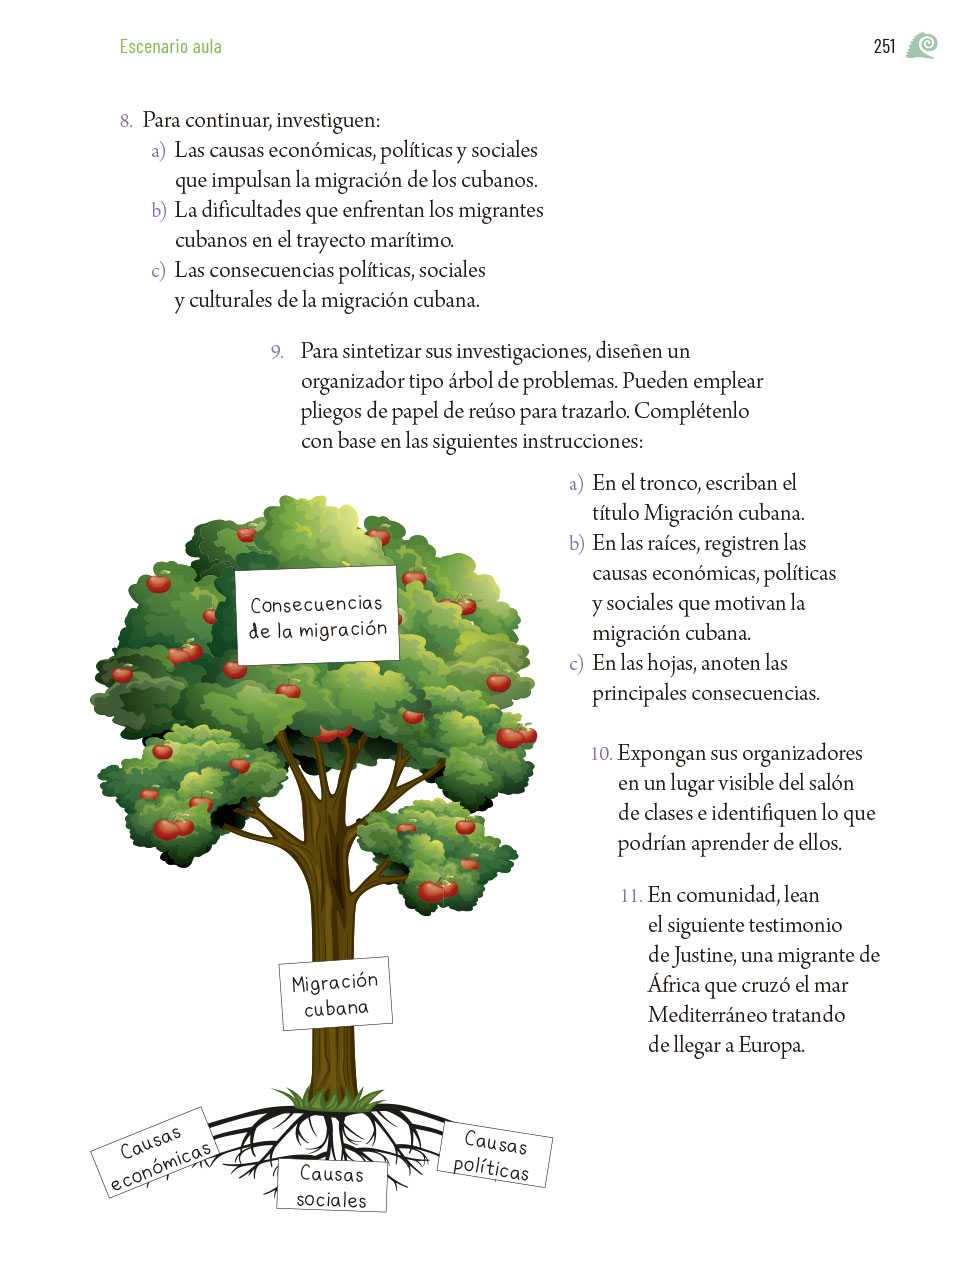 Escenario aula
251
8. Para continuar, investiguen:
a) Las causas económicas, políticas y sociales
que impulsan la migración de los cubanos.
b) La dificultades que enfrentan los migrantes
cubanos en el trayecto marítimo.
c) Las consecuencias políticas, sociales
y culturales de la migración cubana.
9. Para sintetizar sus investigaciones, diseñen un
organizador tipo árbol de problemas. Pueden emplear
pliegos de papel de reúso para trazarlo. Complétenlo
con base en las siguientes instrucciones:
a) En el tronco, escriban el
título Migración cubana.
b) En las raíces, registren las
causas económicas, políticas
y sociales que motivan la
migración cubana.
c) En las hojas, anoten las
principales consecuencias.
Consecuencias
de la migración
Migración
cubana
Causas
económicas
Causas
sociales
Causas
políticas
10. Expongan sus organizadores
en un lugar visible del salón
de clases e identifiquen lo que
podrían aprender de ellos.
11. En comunidad, lean
el siguiente testimonio
de Justine, una migrante de
África que cruzó el mar
Mediterráneo tratando
de llegar a Europa.